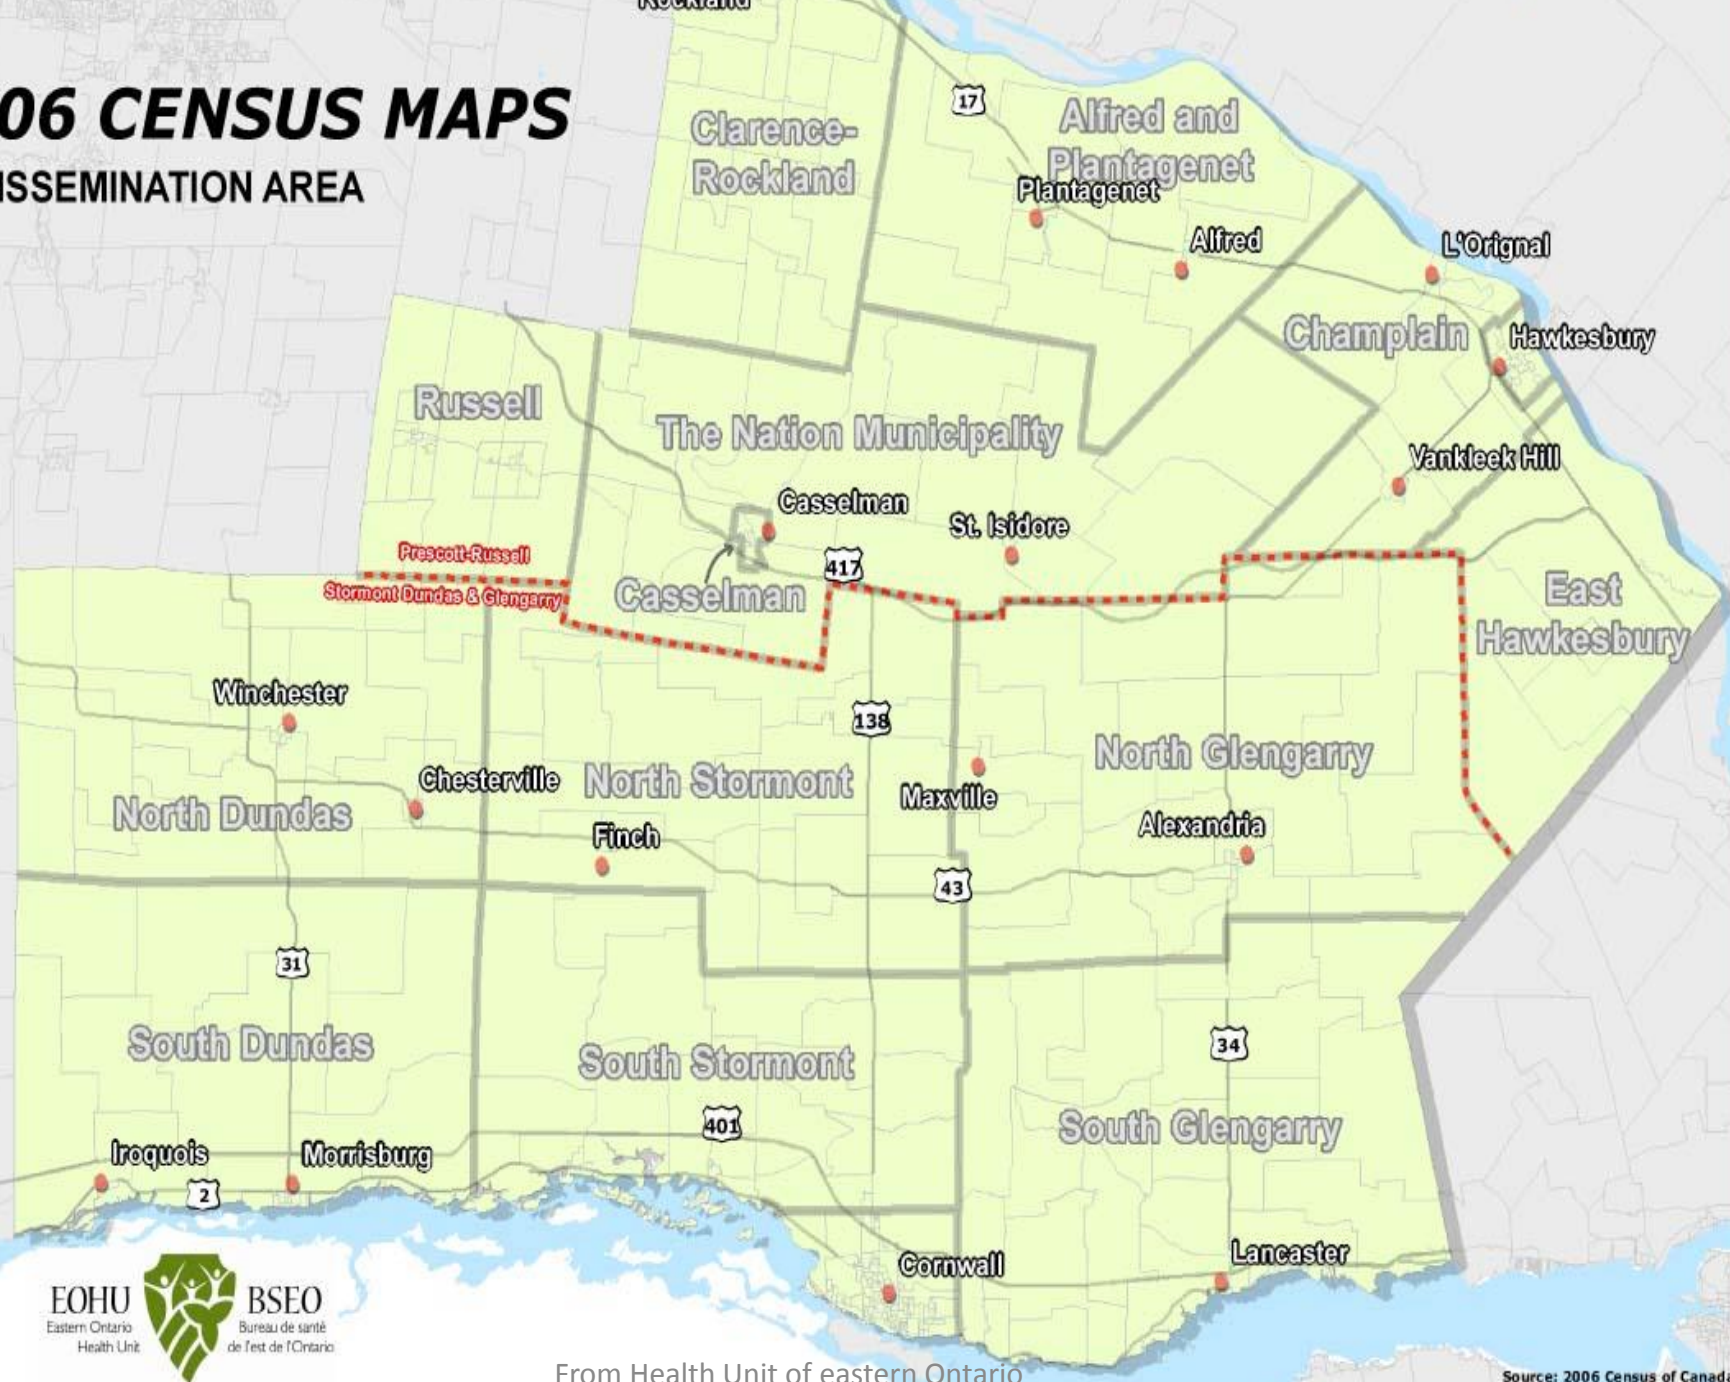 Rockland
06 CENSUS MAPS
ISSEMINATION AREA
17
Clarence-
Rockland
Alfred and
Plantagenet
Plantagenet
Alfred
L'Orignal
Champlain
Hawkesbury
Russell
The Nation Municipality
Vankleek Hill
Casselman
St. Isidore
Prescott-Russell
417
Stormont Dundas & Glengarry
Casselman
East
Hawkesbury
Winchester
138
North Glengarry
Chesterville
North Stormont
Maxville
North Dundas
Finch
Alexandria
43
31
South Dundas
34
South Stormont
401
South Glengarry
Iroquois
Morrisburg
2
Cornwall
Lancaster
EOHU
Eastern Ontario
Health Unit
BSEO
Bureau de santé
de l'est de l'Ontario
From Health Unit of eastern Ontario
Source: 2006 Census of Canad